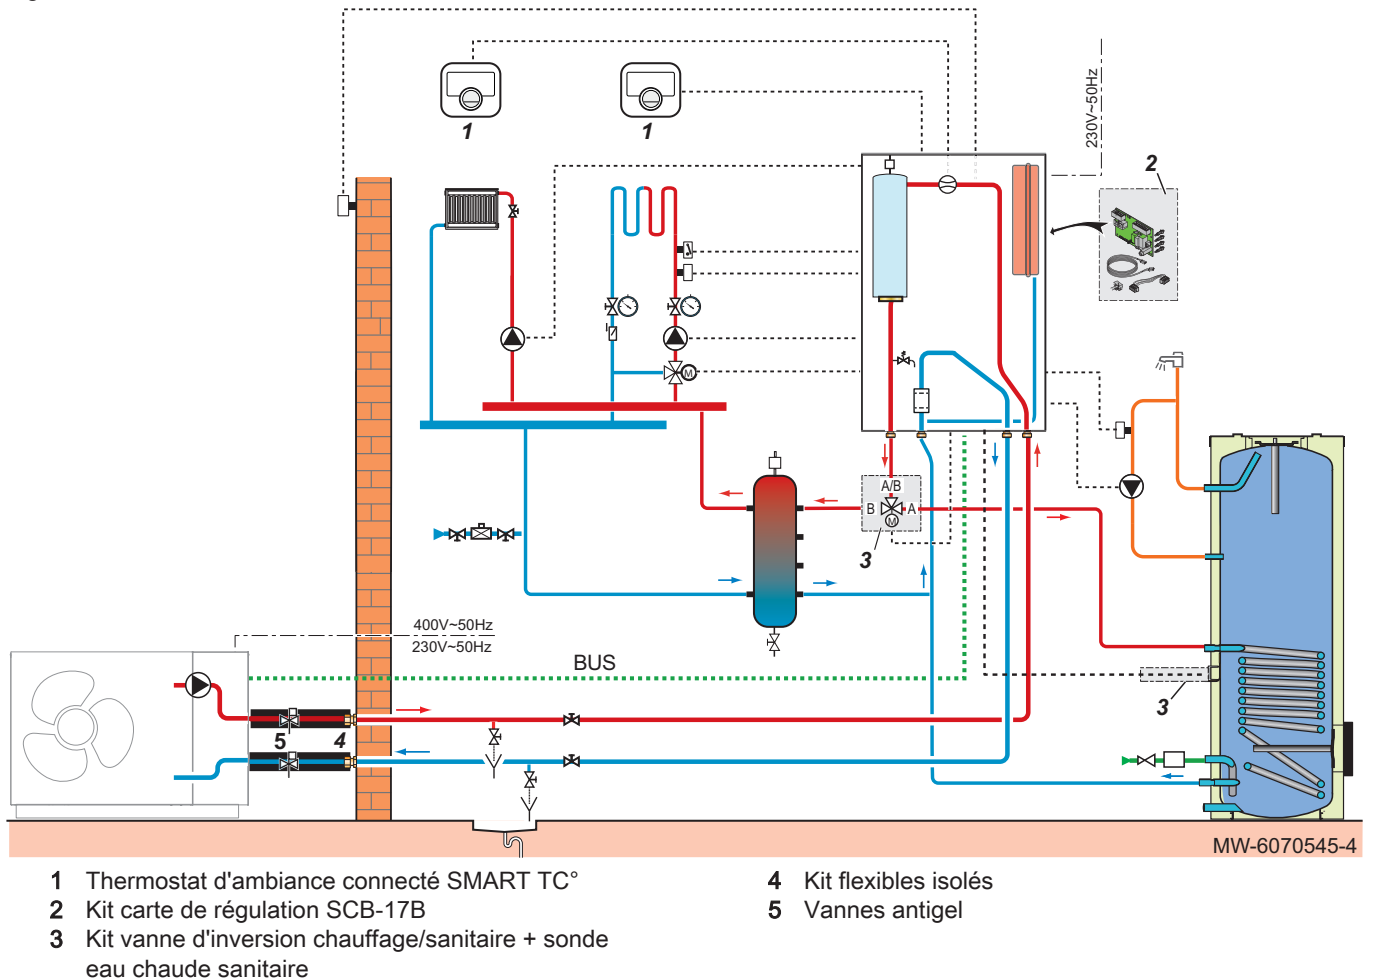 1
1
230V~50Hz
2
M
A/B
B
A
M
3
400V~50Hz
230V~50Hz
BUS
3
5
4
MW-6070545-4
1 Thermostat d'ambiance connecté SMART TC°
2 Kit carte de régulation SCB-17B
3 Kit vanne d'inversion chauffage/sanitaire + sonde
eau chaude sanitaire
4 Kit flexibles isolés
5 Vannes antigel